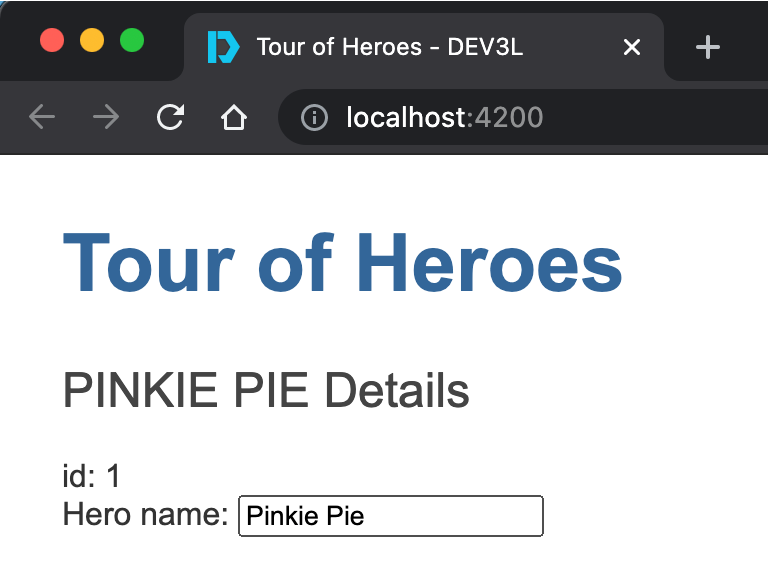 Tour of Heroes - DEV3L
localhost:4200
Tour of Heroes
PINKIE PIE Details
id: 1
Hero name: Pinkie Pie